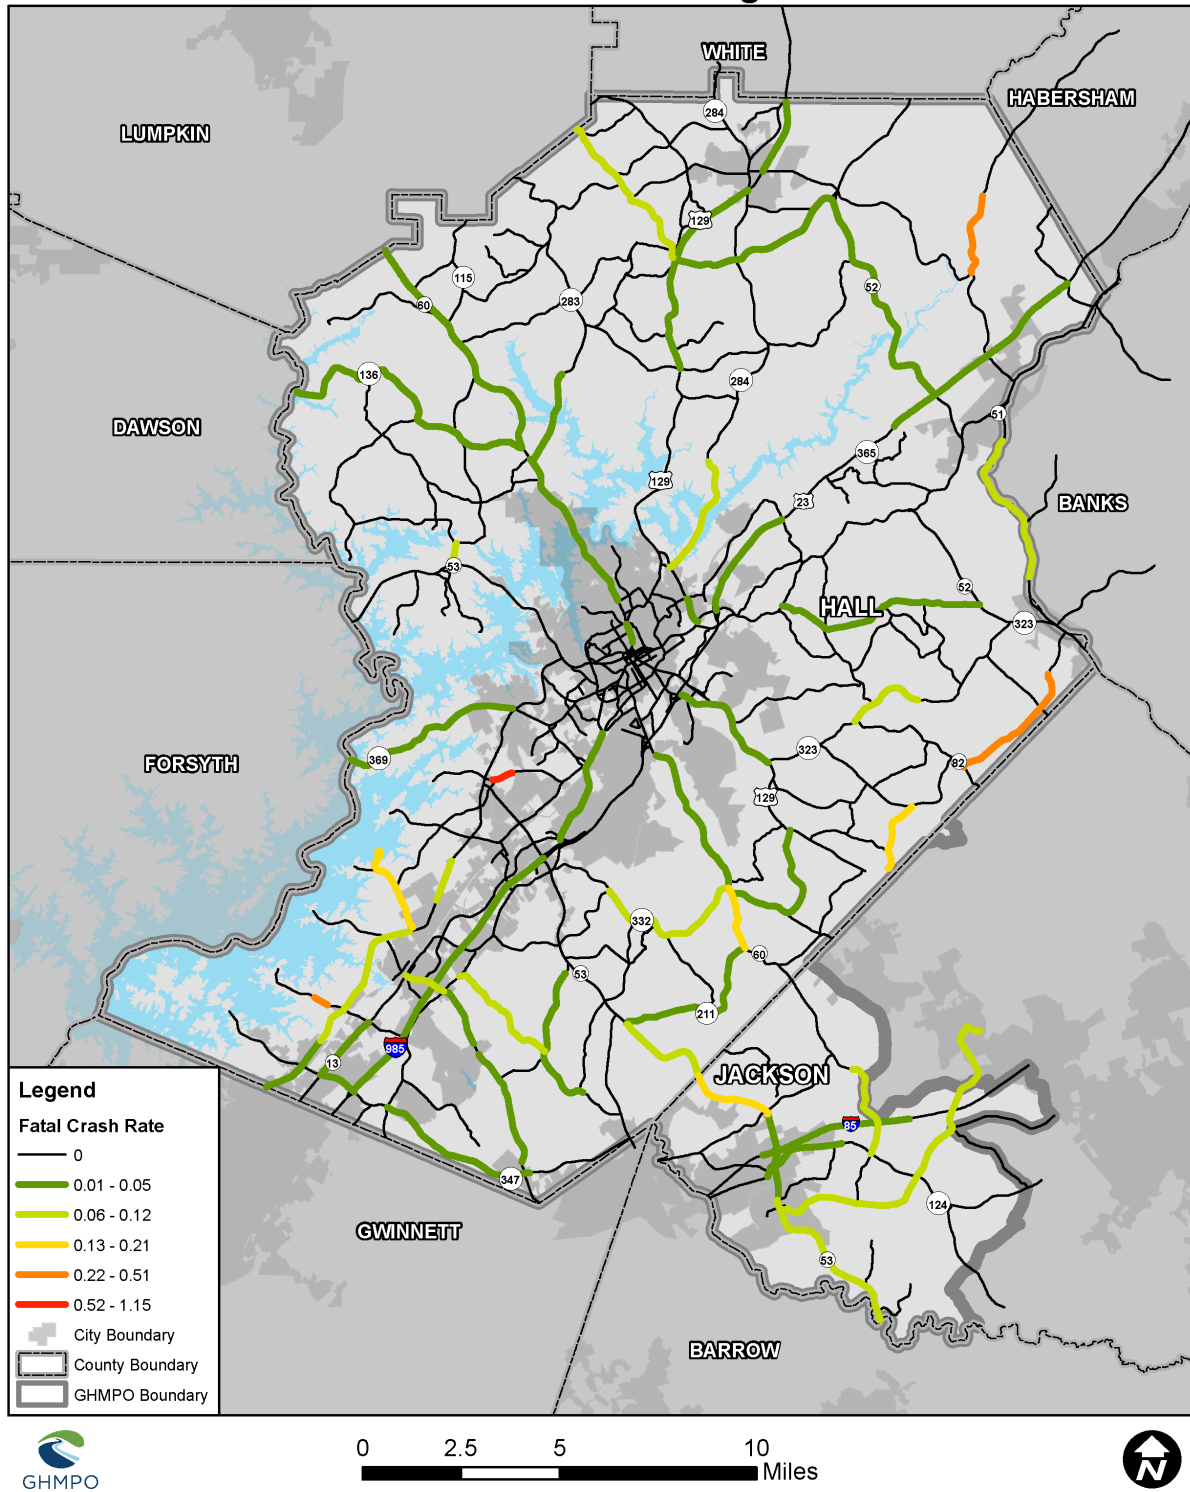 WHITE
HABERSHAM
LUMPKIN
284
129
115
60
283
52
136
284
DAWSON
51
365
129
23
BANKS
53
52
HALL
323
FORSYTH
369
323
82
129
332
60
53
211
985
13
JACKSON
85
347
124
GWINNETT
53
BARROW
Legend
Fatal Crash Rate
0
0.01 - 0.05
0.06 - 0.12
0.13 - 0.21
0.22 - 0.51
0.52 - 1.15
City Boundary
County Boundary
GHMPO Boundary
GHMPO
0 2.5 5 10
Miles
N